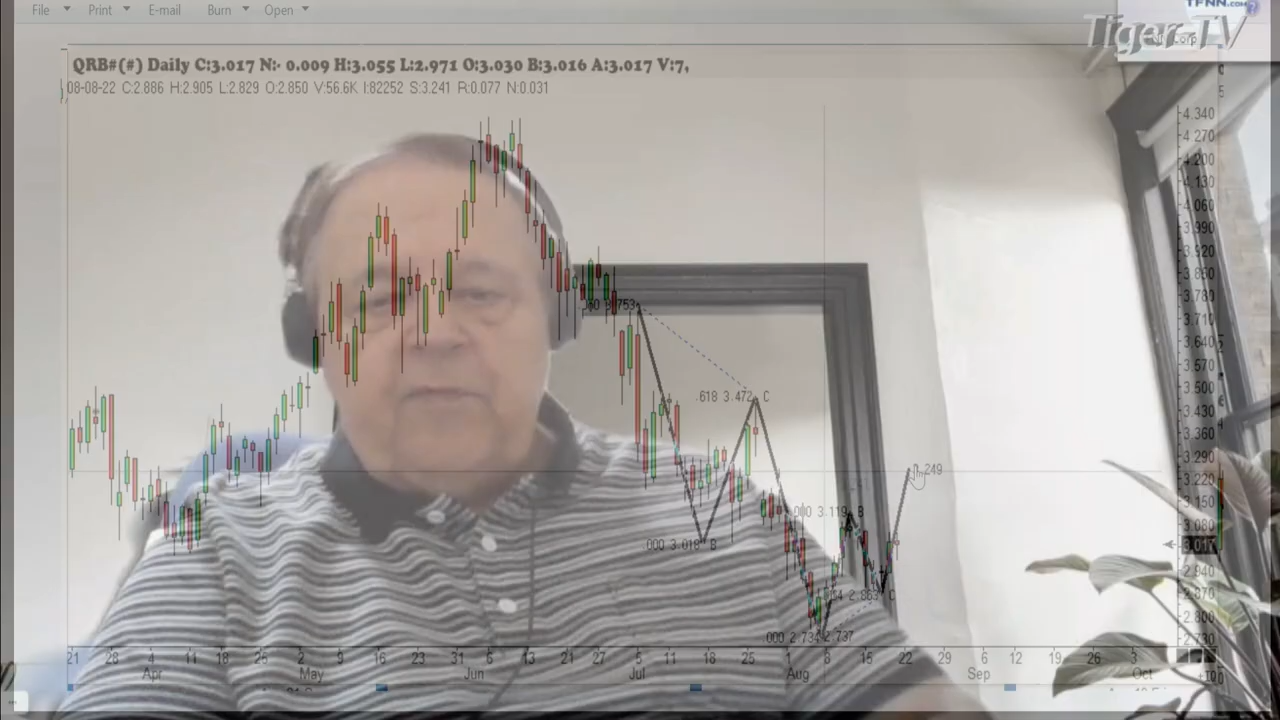 File Print E-mail Burn Open
TFNN.COM
Tiger TV
QRB#(#) Daily C:3.017 N:- 0.009 H:3.055 L:2.971 O:3.030 B:3.016 A:3.017 V:7,
08-08-22 C:2.886 H:2.905 L:2.829 O:2.850 V:56.6K I:82252 S:3.241 R:0.077 N:0.031
4.340
4.270
4.200
4.130
4.060
3.990
3.920
3.850
3.780
3.710
3.640
3.570
3.500
3.430
3.360
3.290
3.220
3.150
3.080
3.017
2.940
2.870
2.800
2.730
.618 3.472 C
.249
.000 3.119 B
.000 3.018 B
2.863 C
.000 2.737 2.737
21 28 4 11 18 25 2 9 16 23 31 6 13 21 27 5 11 18 25 1 8 15 22 29 6 12 19 26 3
Apr May Jun Jul Aug Sep Oct